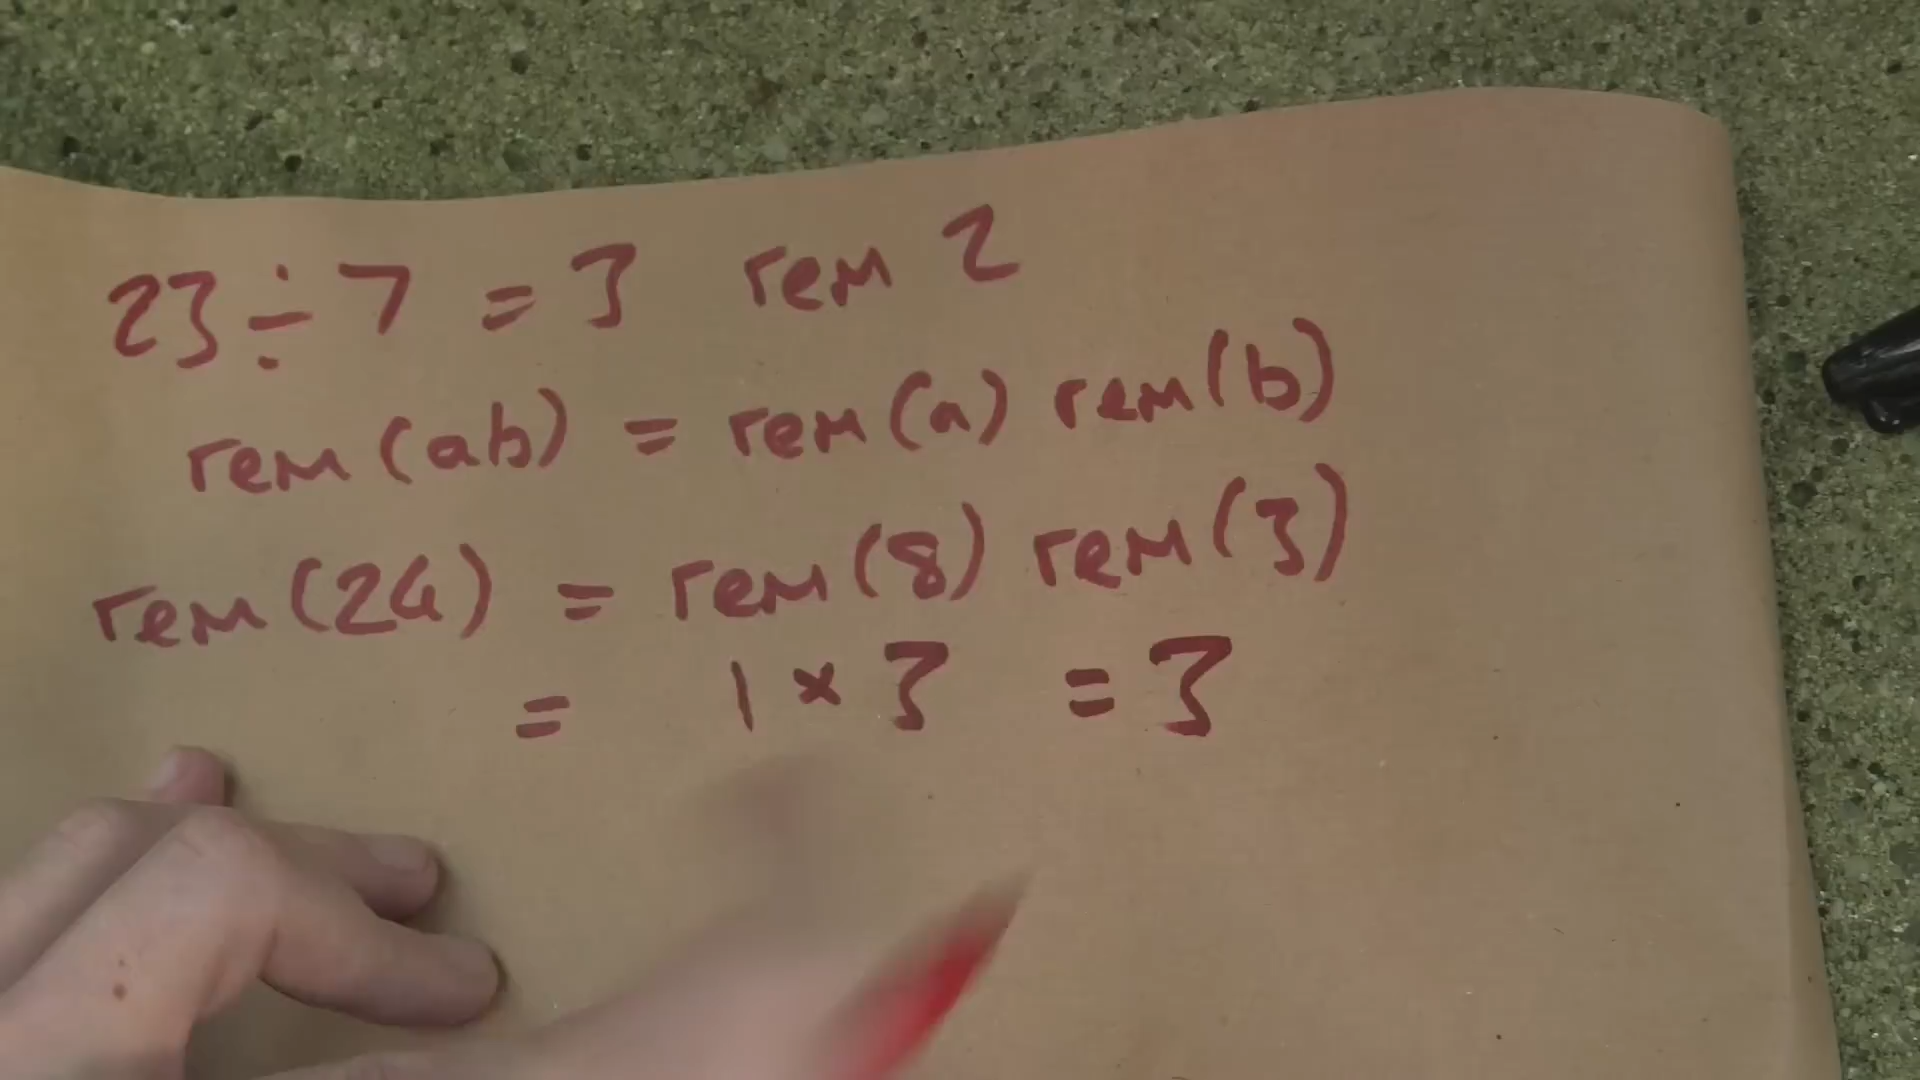 23 ÷ 7 = 3 rem 2
rem (ab) = rem (a) rem (b)
rem (24) = rem (8) rem (3)
= 1 × 3 = 3